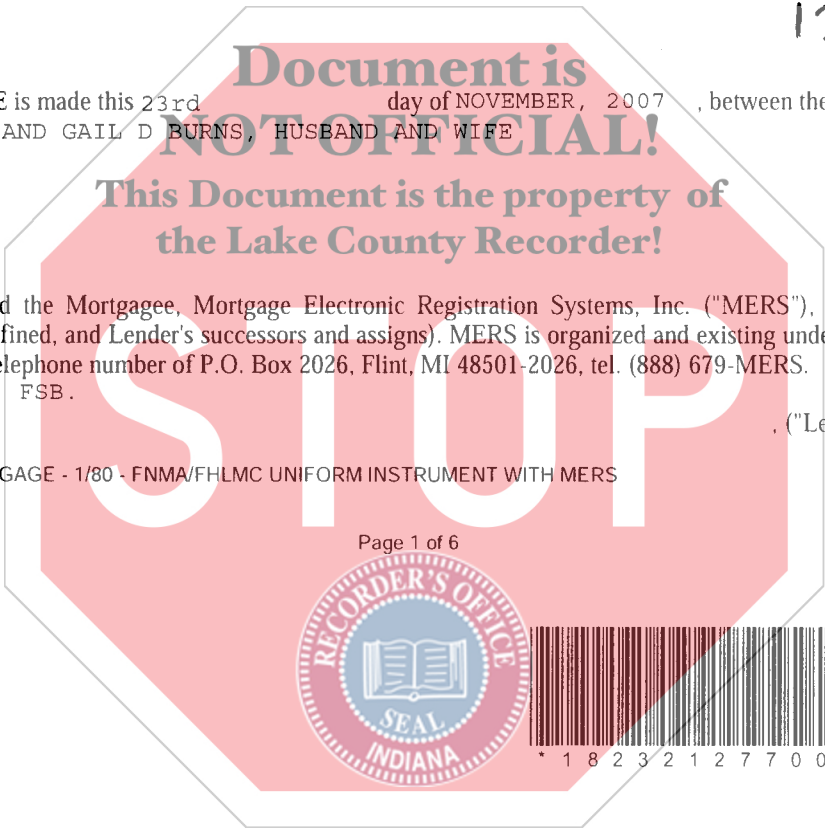 Document is
E is made this 23rd day of NOVEMBER, 2007 , between the
AND GAIL D BURNS, HUSBAND AND WIFE
NOT OFFICIAL!
This Document is the property of
the Lake County Recorder!
d the Mortgagee, Mortgage Electronic Registration Systems, Inc. ("MERS"),
fined, and Lender's successors and assigns). MERS is organized and existing unde
elephone number of P.O. Box 2026, Flint, MI 48501-2026, tel. (888) 679-MERS.
FSB.
, ("Le
STOP
GAGE - 1/80 - FNMA/FHLMC UNIFORM INSTRUMENT WITH MERS
Page 1 of 6
RECORDER'S OFFICE
SEAL
INDIANA
* 1 8 2 3 2 1 2 7 7 0 0